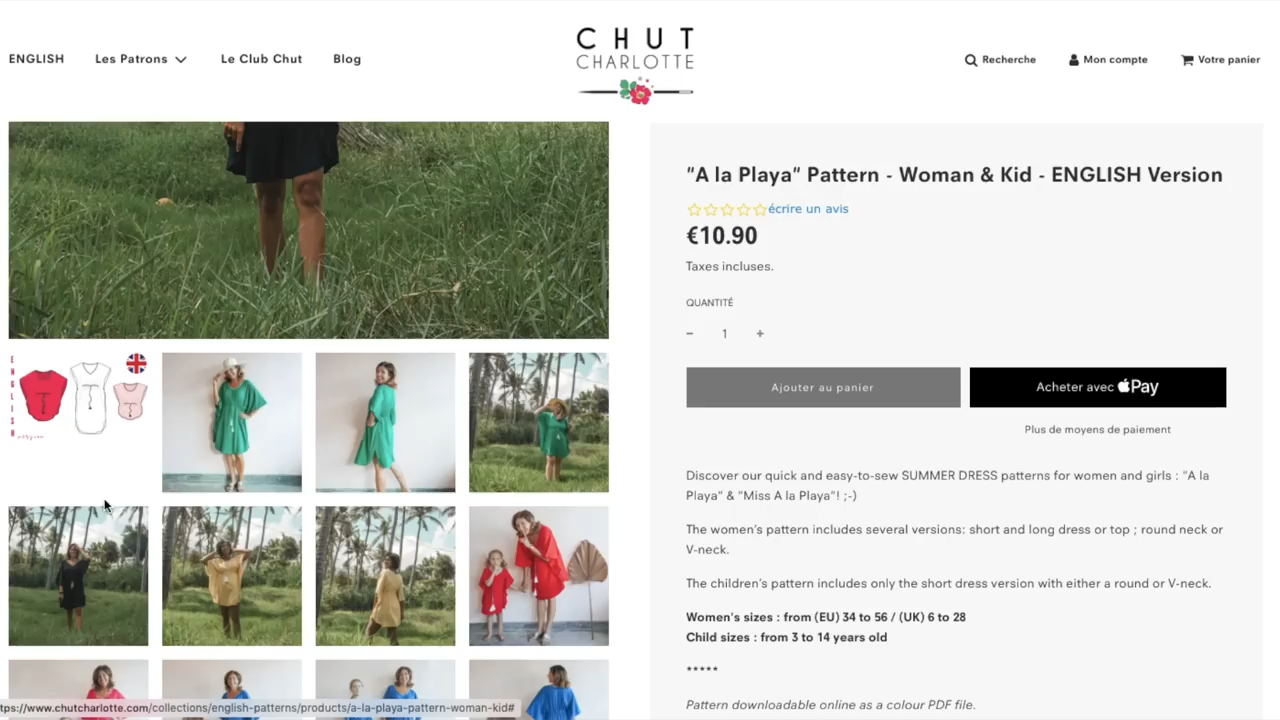 ENGLISH
Les Patrons
Le Club Chut
Blog
CHUT
CHARLOTTE
Recherche
Mon compte
Votre panier
"A la Playa" Pattern - Woman & Kid - ENGLISH Version
écrire un avis
€10.90
Taxes incluses.
QUANTITÉ
− 1 +
Ajouter au panier
Acheter avec Pay
Plus de moyens de paiement
ENGLISH
version
Discover our quick and easy-to-sew SUMMER DRESS patterns for women and girls : "A la
Playa" & "Miss A la Playa"! ;-)
The women's pattern includes several versions: short and long dress or top ; round neck or
V-neck.
The children's pattern includes only the short dress version with either a round or V-neck.
Women's sizes : from (EU) 34 to 56 / (UK) 6 to 28
Child sizes : from 3 to 14 years old
*****
Pattern downloadable online as a colour PDF file.
tps://www.chutcharlotte.com/collections/english-patterns/products/a-la-playa-pattern-woman-kid#